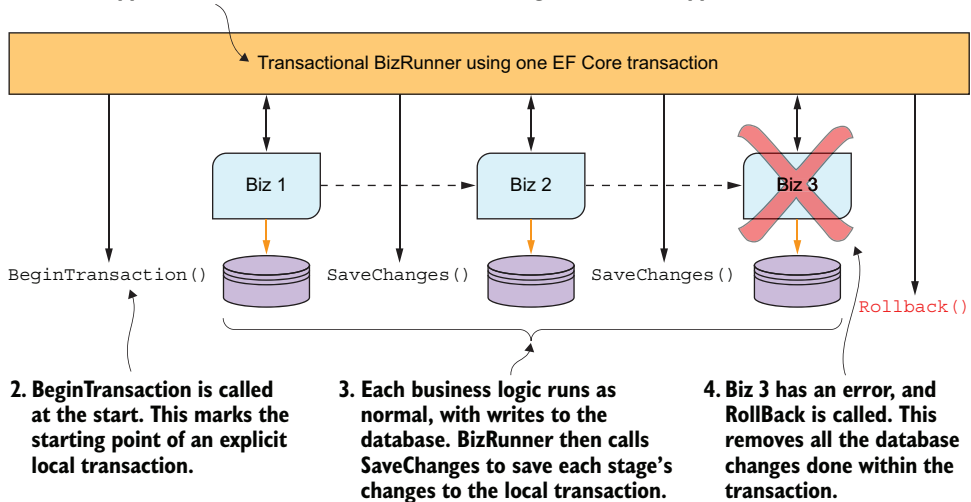 Transactional BizRunner using one EF Core transaction
Biz 1
Biz 2
Biz 3
BeginTransaction()
SaveChanges()
SaveChanges()
Rollback()
2. BeginTransaction is called
at the start. This marks the
starting point of an explicit
local transaction.
3. Each business logic runs as
normal, with writes to the
database. BizRunner then calls
SaveChanges to save each stage’s
changes to the local transaction.
4. Biz 3 has an error, and
RollBack is called. This
removes all the database
changes done within the
transaction.